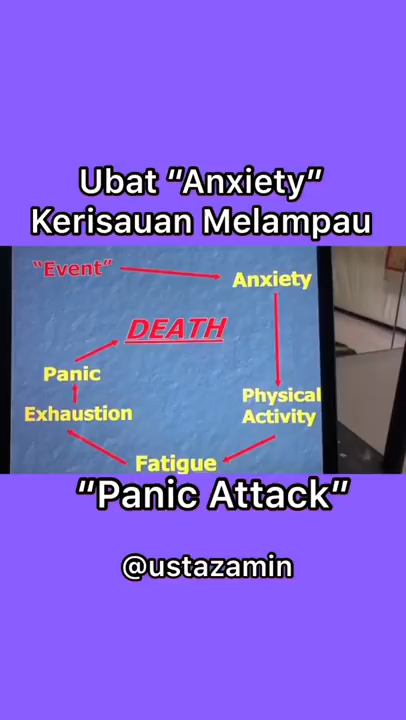 Ubat “Anxiety”
Kerisauan Melampau
“Event”
Anxiety
DEATH
Panic
Physical
Activity
Exhaustion
Fatigue
“Panic Attack”
@ustazamin